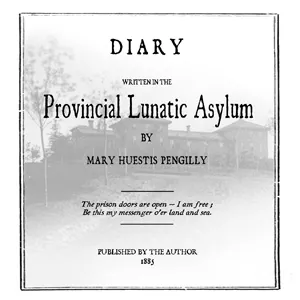 DIARY
WRITTEN IN THE
Provincial Lunatic Asylum
BY
MARY HUESTIS PENGILLY
The prison doors are open — I am free;
Be this my messenger o'er land and sea.
PUBLISHED BY THE AUTHOR
1885